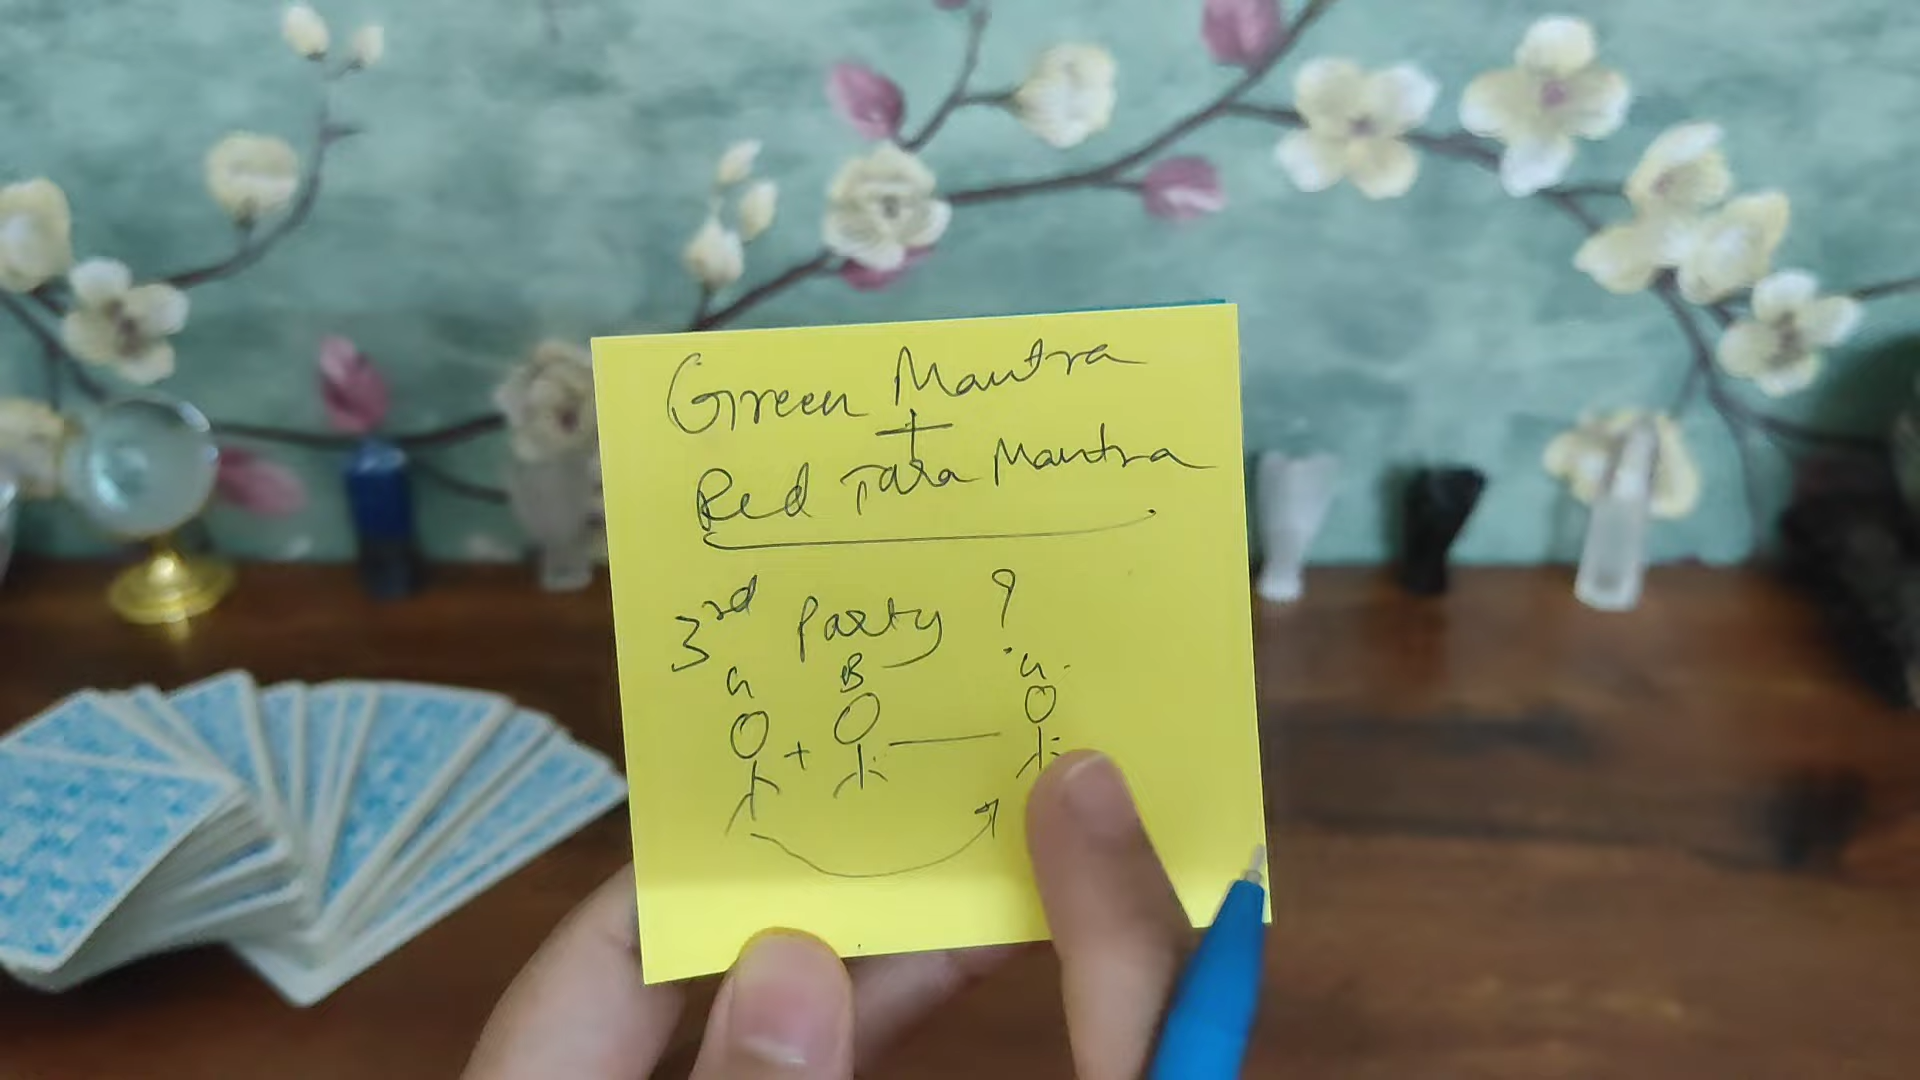 Green Mantra
+
Red Tara Mantra
3rd Party ?
G B G
+